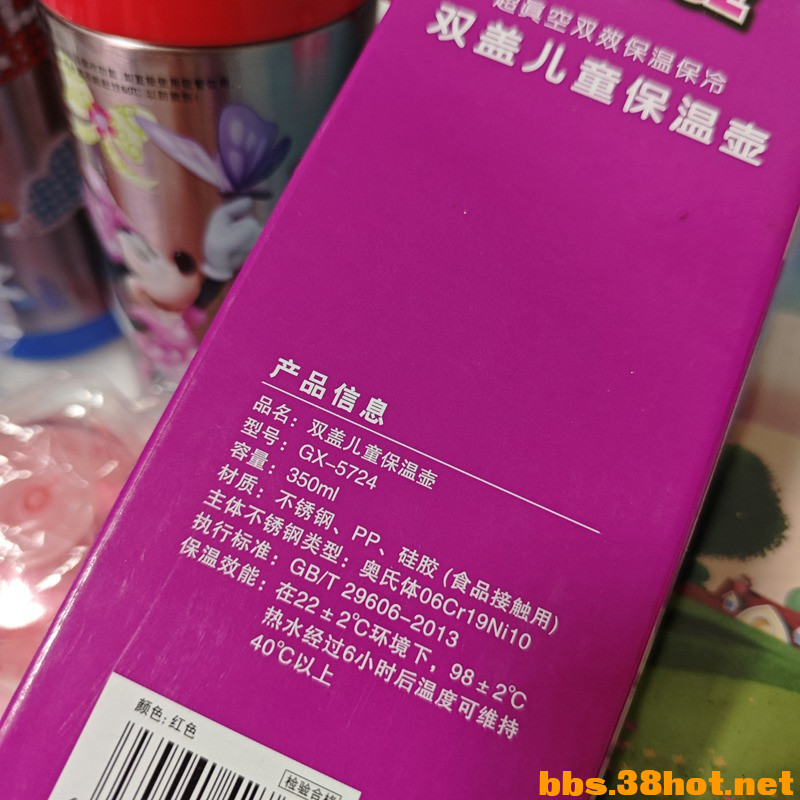 超真空双效保温保冷
双盖儿童保温壶
产品信息
品名：双盖儿童保温壶
型号：GX-5724
容量：350ml
材质：不锈钢、PP、硅胶(食品接触用)
主体不锈钢类型：奥氏体06Cr19Ni10
执行标准：GB/T 29606-2013
保温效能：在22±2℃环境下，98±2℃
热水经过6小时后温度可维持
40℃以上
颜色:红色
检验合格
bbs.38hot.net